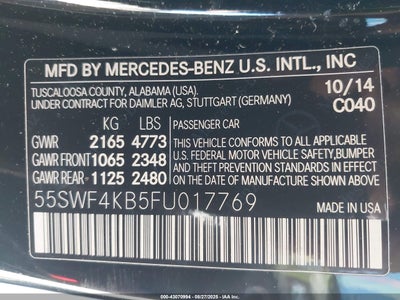 MFD BY MERCEDES-BENZ U.S. INTL., INC
TUSCALOOSA COUNTY, ALABAMA (USA). 10/14
UNDER CONTRACT FOR DAIMLER AG, STUTTGART (GERMANY) C040
KG LBS PASSENGER CAR
GVWR 2165 4773 THIS VEHICLE CONFORMS TO ALL
GAWR FRONT 1065 2348 APPLICABLE U.S. FEDERAL MOTOR VEHICLE SAFETY, BUMPER
GAWR REAR 1125 2480 AND THEFT PREVENTION STANDARDS IN EFFECT ON THE DATE OF MANUFACTURE SHOWN ABOVE.
55SWF4KB5FU017769 MADE IN USA
000-43070994 - 08/27/2025 - IAAI